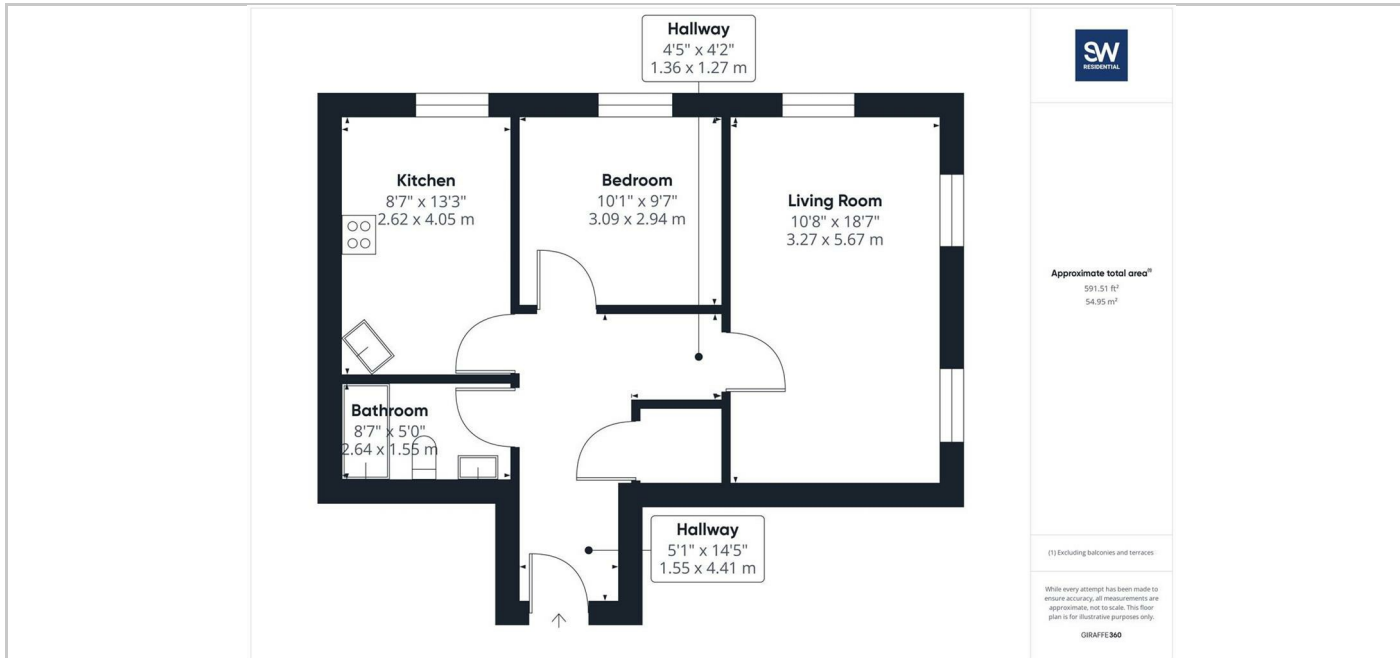 Hallway
4'5" x 4'2"
1.36 x 1.27 m
Kitchen
8'7" x 13'3"
2.62 x 4.05 m
Bedroom
10'1" x 9'7"
3.09 x 2.94 m
Living Room
10'8" x 18'7"
3.27 x 5.67 m
Bathroom
8'7" x 5'0"
2.64 x 1.55 m
Hallway
5'1" x 14'5"
1.55 x 4.41 m
SW
RESIDENTIAL
Approximate total area⁽¹⁾
591.51 ft²
54.95 m²
(1) Excluding balconies and terraces
While every attempt has been made to
ensure accuracy, all measurements are
approximate, not to scale. This floor
plan is for illustrative purposes only.
GIRAFFE360